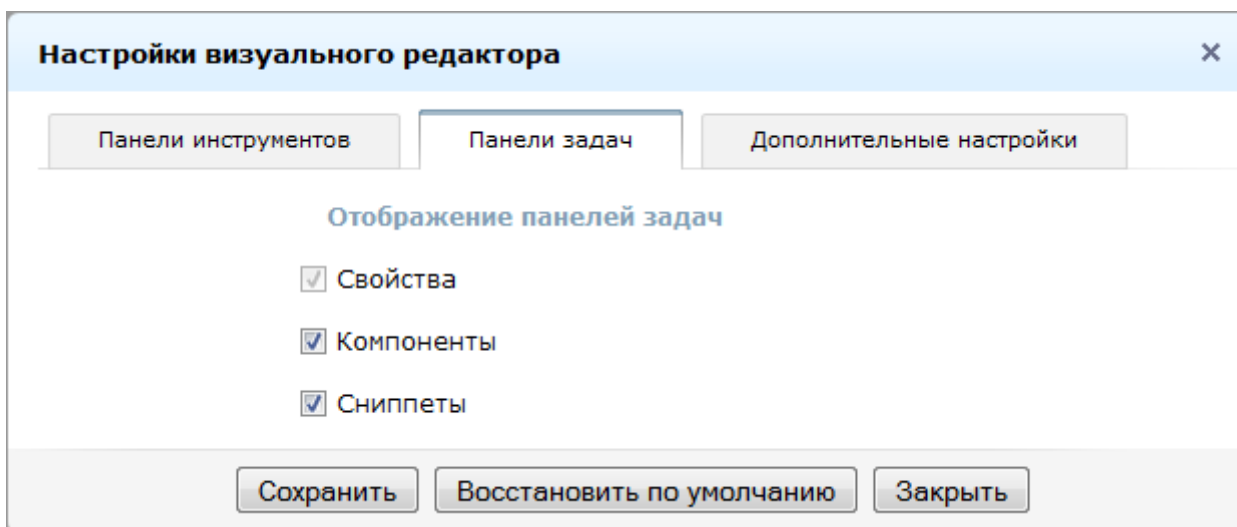 Настройки визуального редактора
Панели инструментов Панели задач Дополнительные настройки
Отображение панелей задач
Свойства
Компоненты
Сниппеты
Сохранить Восстановить по умолчанию Закрыть